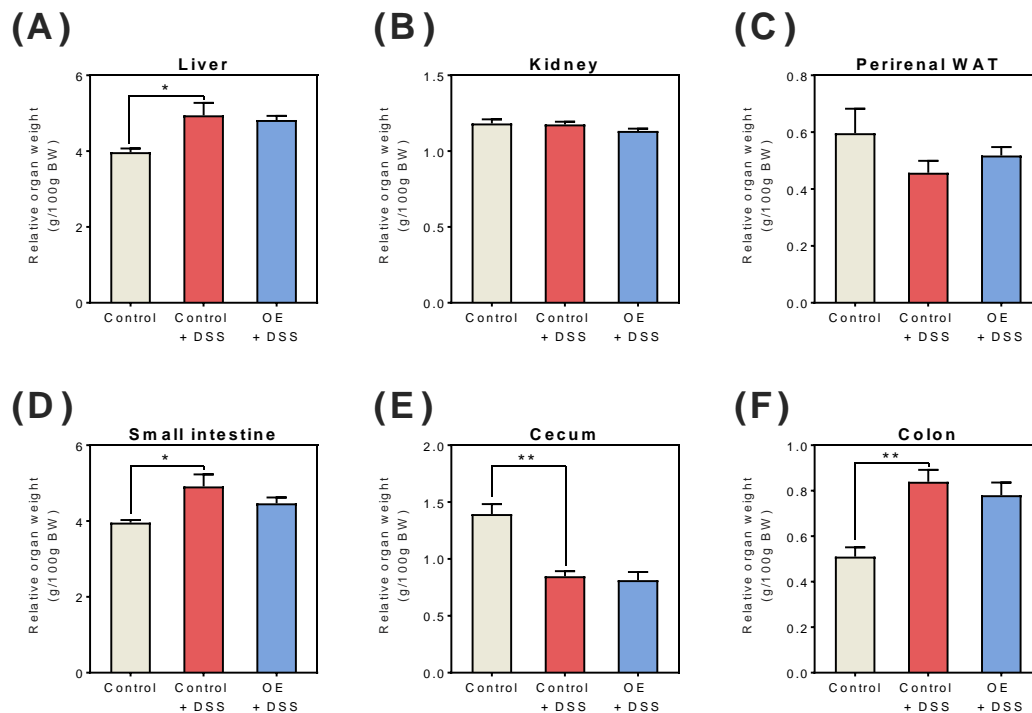 (A)
Liver
Relative organ weight
(g/100g BW)
6
4
2
0
*
Control
Control
+ DSS
OE
+ DSS
(B)
Kidney
Relative organ weight
(g/100g BW)
1.5
1.0
0.5
0.0
Control
Control
+ DSS
OE
+ DSS
(C)
Perirenal WAT
Relative organ weight
(g/100g BW)
0.8
0.6
0.4
0.2
0.0
Control
Control
+ DSS
OE
+ DSS
(D)
Small intestine
Relative organ weight
(g/100g BW)
6
4
2
0
*
Control
Control
+ DSS
OE
+ DSS
(E)
Cecum
Relative organ weight
(g/100g BW)
2.0
1.5
1.0
0.5
0.0
**
Control
Control
+ DSS
OE
+ DSS
(F)
Colon
Relative organ weight
(g/100g BW)
1.0
0.8
0.6
0.4
0.2
0.0
**
Control
Control
+ DSS
OE
+ DSS